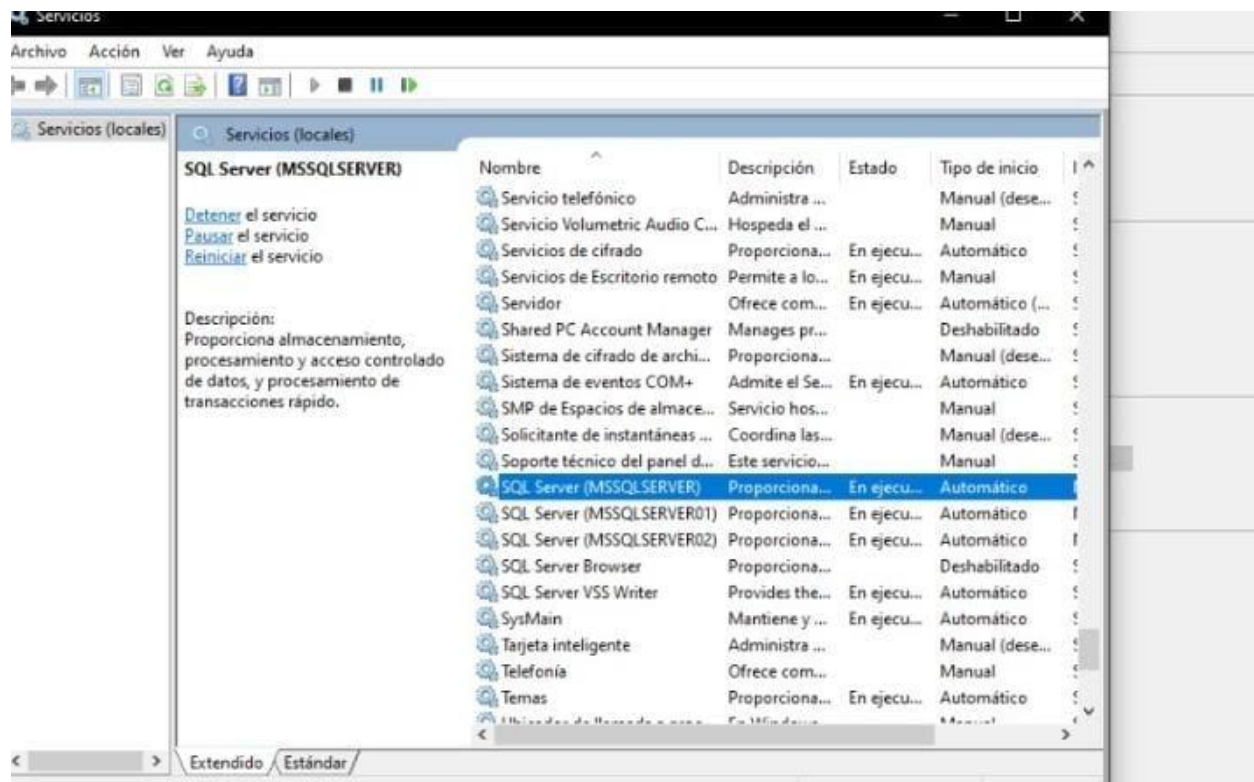 Servicios
Archivo Acción Ver Ayuda
Servicios (locales)
Servicios (locales)
SQL Server (MSSQLSERVER)
Detener el servicio
Pausar el servicio
Reiniciar el servicio
Descripción:
Proporciona almacenamiento,
procesamiento y acceso controlado
de datos, y procesamiento de
transacciones rápido.
Nombre Descripción Estado Tipo de inicio
Servicio telefónico Administra ... Manual (dese...
Servicio Volumetric Audio C... Hospeda el ... Manual
Servicios de cifrado Proporciona... En ejecu... Automático
Servicios de Escritorio remoto Permite a lo... En ejecu... Manual
Servidor Ofrece com... En ejecu... Automático (...
Shared PC Account Manager Manages pr... Deshabilitado
Sistema de cifrado de archi... Proporciona... Manual (dese...
Sistema de eventos COM+ Admite el Se... En ejecu... Automático
SMP de Espacios de almace... Servicio hos... Manual
Solicitante de instantáneas ... Coordina las... Manual (dese...
Soporte técnico del panel d... Este servicio... Manual
SQL Server (MSSQLSERVER) Proporciona... En ejecu... Automático
SQL Server (MSSQLSERVER01) Proporciona... En ejecu... Automático
SQL Server (MSSQLSERVER02) Proporciona... En ejecu... Automático
SQL Server Browser Proporciona... Deshabilitado
SQL Server VSS Writer Provides the... En ejecu... Automático
SysMain Mantiene y ... En ejecu... Automático
Tarjeta inteligente Administra ... Manual (dese...
Telefonía Ofrece com... Manual
Temas Proporciona... En ejecu... Automático
Extendido Estándar